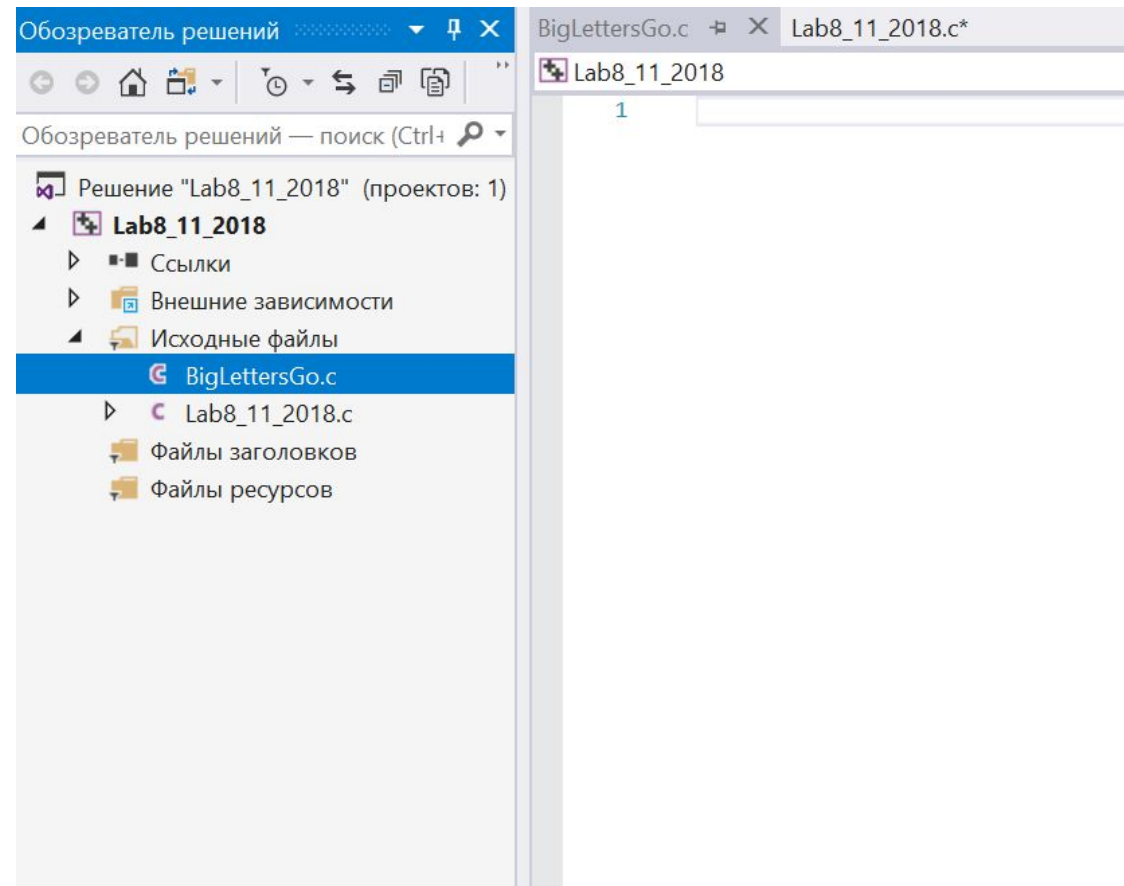 Обозреватель решений
Обозреватель решений — поиск (Ctrl+
Решение "Lab8_11_2018" (проектов: 1)
Lab8_11_2018
Ссылки
Внешние зависимости
Исходные файлы
BigLettersGo.c
Lab8_11_2018.c
Файлы заголовков
Файлы ресурсов
BigLettersGo.c Lab8_11_2018.c*
Lab8_11_2018
1